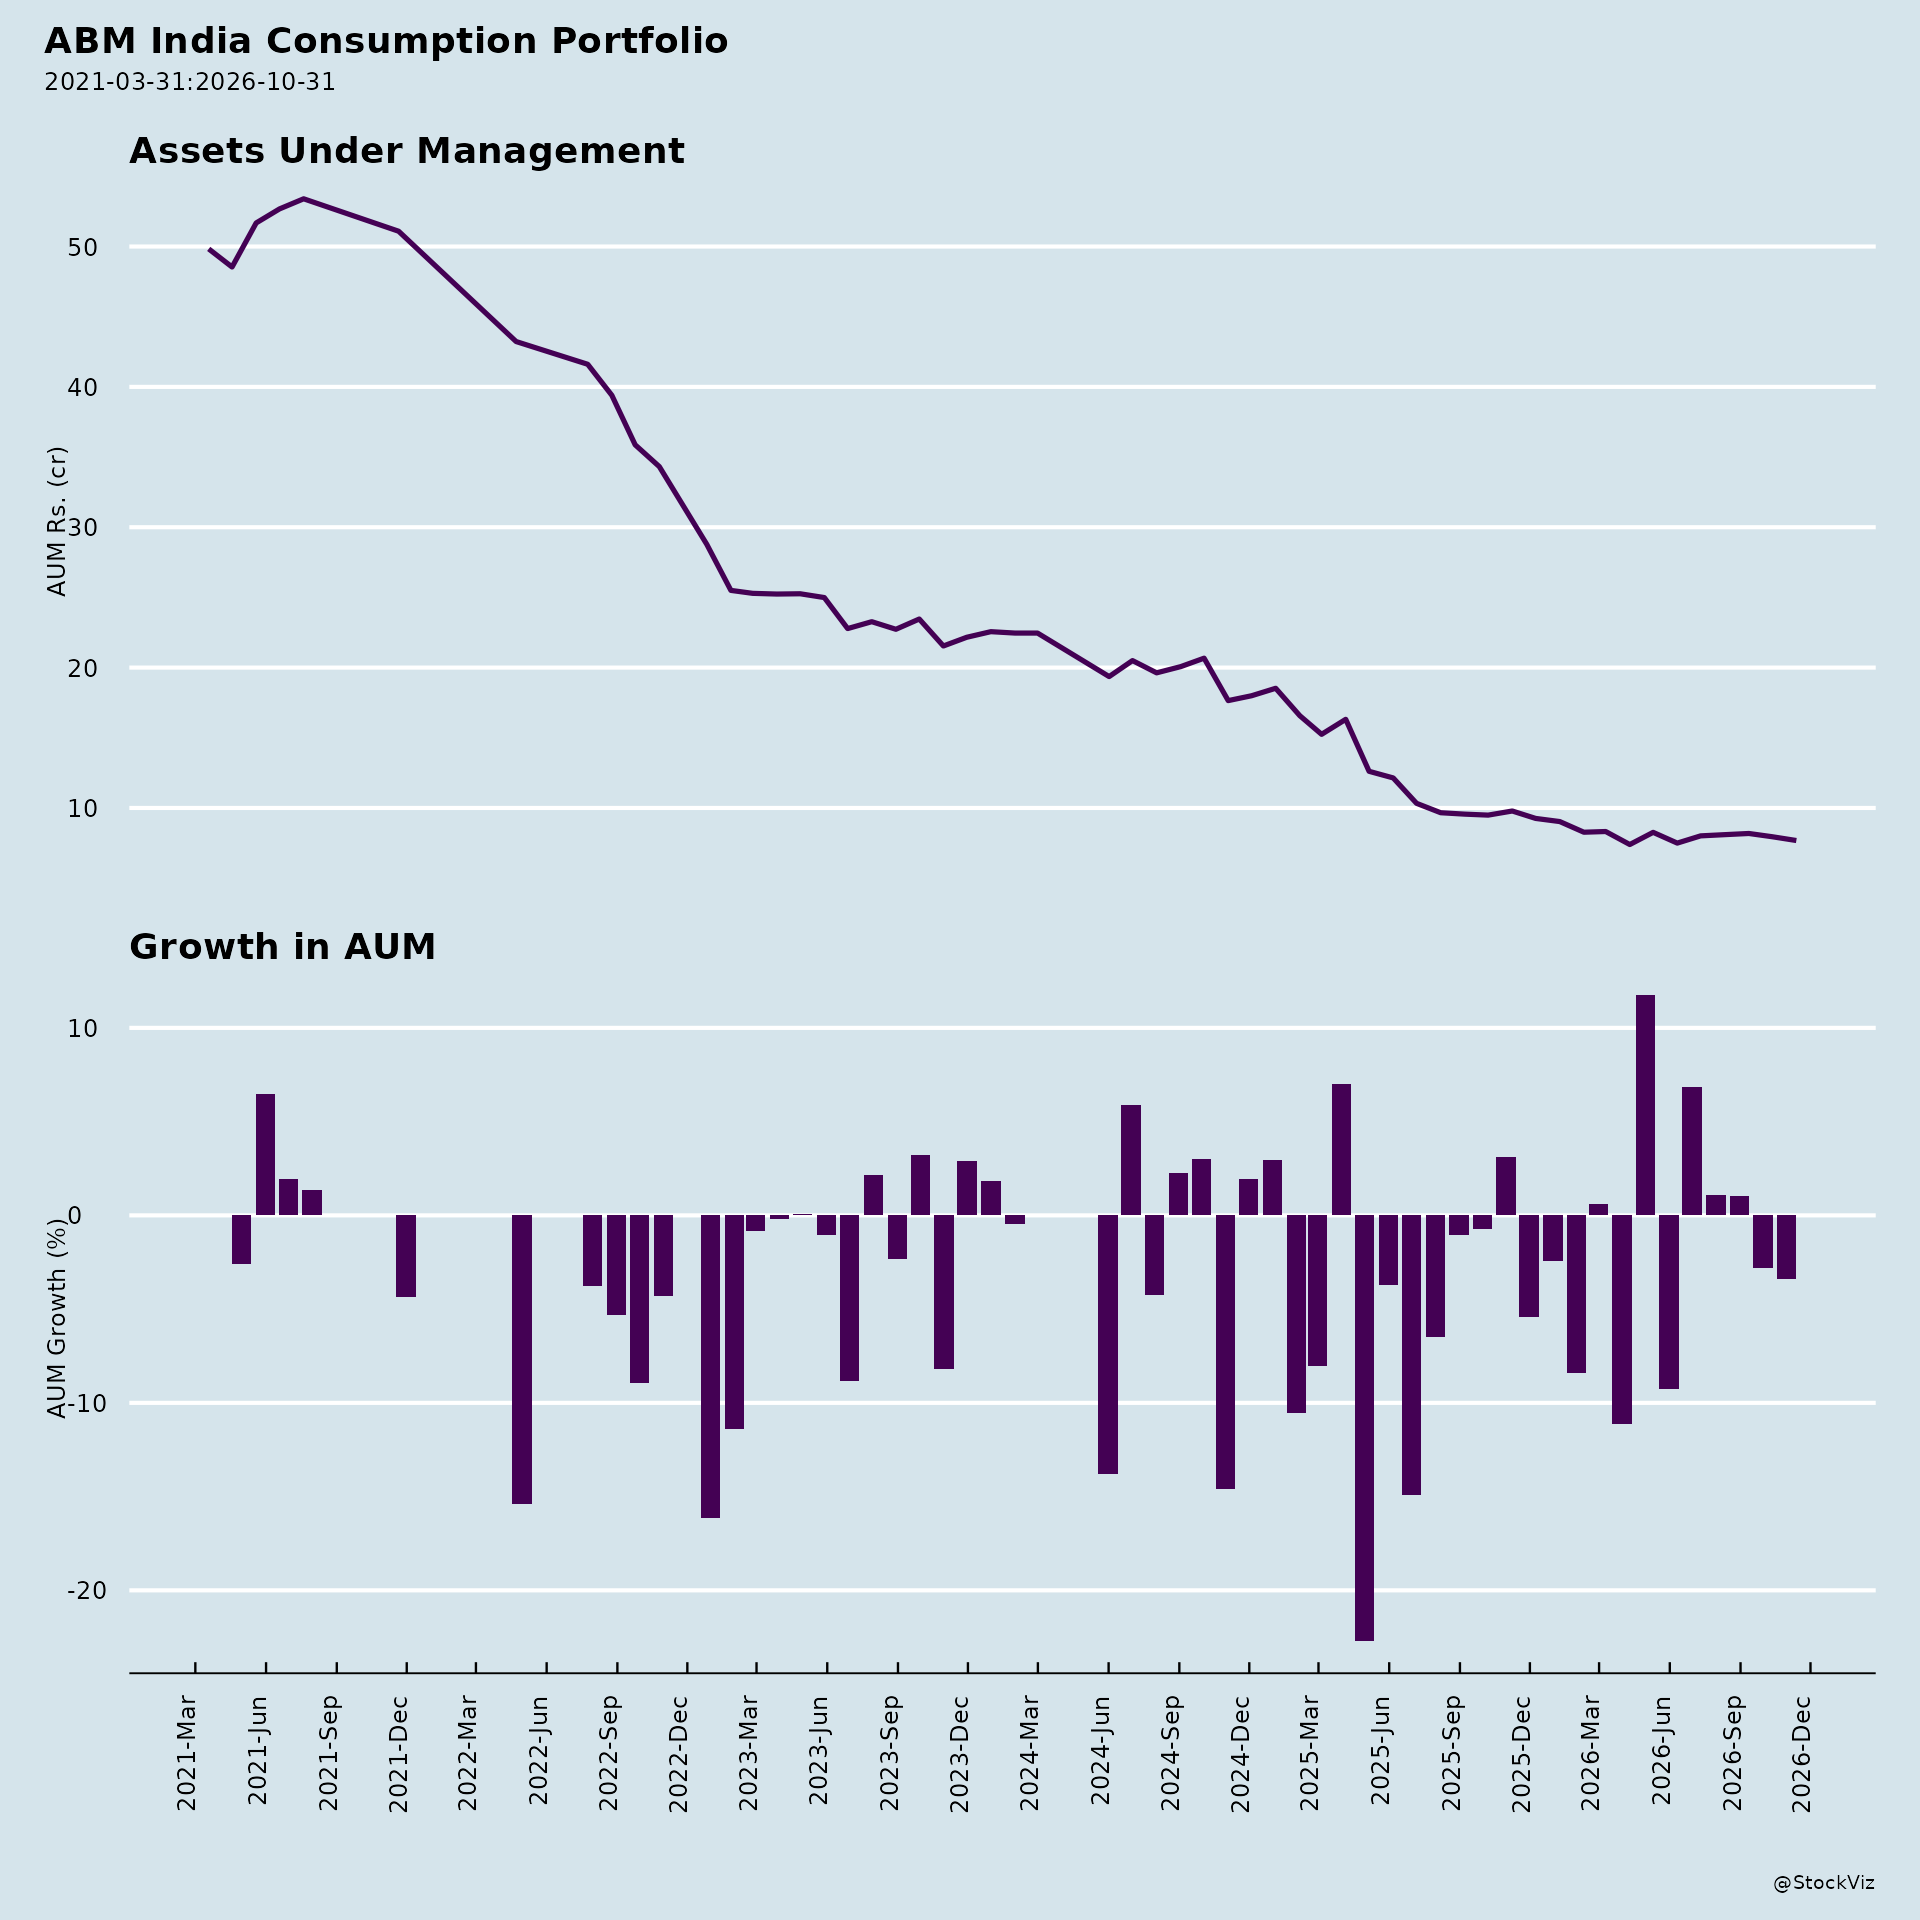 ABM India Consumption Portfolio
2021-03-31:2026-10-31
Assets Under Management
AUM Rs. (cr)
50
40
30
20
10
Growth in AUM
AUM Growth (%)
10
0
-10
-20
2021-Mar
2021-Jun
2021-Sep
2021-Dec
2022-Mar
2022-Jun
2022-Sep
2022-Dec
2023-Mar
2023-Jun
2023-Sep
2023-Dec
2024-Mar
2024-Jun
2024-Sep
2024-Dec
2025-Mar
2025-Jun
2025-Sep
2025-Dec
2026-Mar
2026-Jun
2026-Sep
2026-Dec
@StockViz